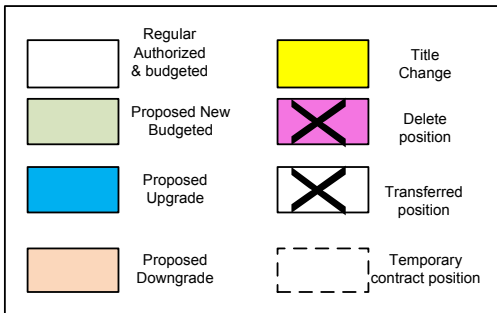 Regular
Authorized
& budgeted
Title
Change
Proposed New
Budgeted
Delete
position
Proposed
Upgrade
Transferred
position
Proposed
Downgrade
Temporary
contract position